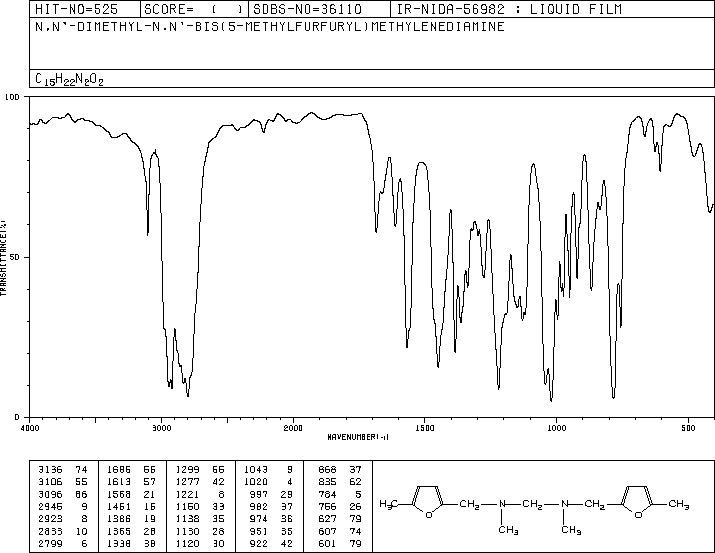 HIT-NO=525 SCORE= ( ) SDBS-NO=36110 IR-NIDA-56982 : LIQUID FILM
N,N'-DIMETHYL-N,N'-BIS(5-METHYLFURFURYL)METHYLENEDIAMINE
C15H22N2O2
100
50
0
TRANSMITTANCE(%)
4000 3000 2000 1500 1000 500
WAVENUMBER(-1)
3136 74 1686 56 1299 56 1043 9 868 37
3106 55 1613 57 1277 42 1020 4 835 62
3096 86 1568 21 1221 8 997 29 784 5
2945 9 1451 15 1160 33 982 37 756 26
2923 8 1386 19 1138 35 974 36 627 79
2833 10 1365 28 1130 28 951 35 607 74
2799 6 1338 38 1120 30 922 42 601 79
H3C O CH2 N CH2 N CH2 O CH3
CH3 CH3